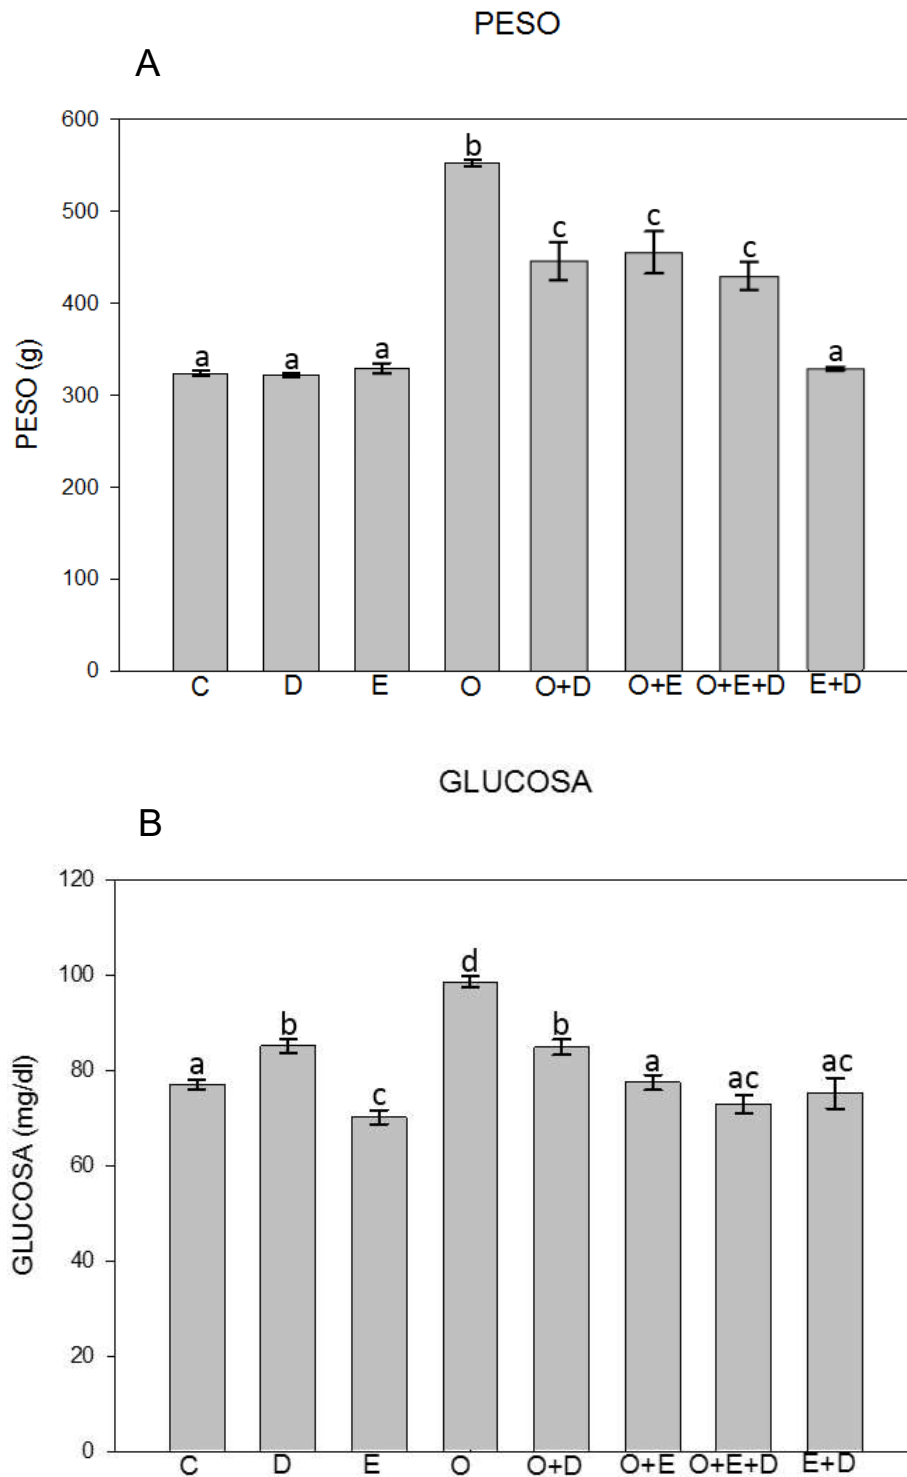 PESO
A
600
b
500
c
c
c
400
a
a
a
a
300
PESO (g)
200
100
0
C D E O O+D O+E O+E+D E+D
GLUCOSA
B
120
d
100
b
b
a
a
ac
ac
80
c
GLUCOSA (mg/dl)
60
40
20
0
C D E O O+D O+E O+E+D E+D